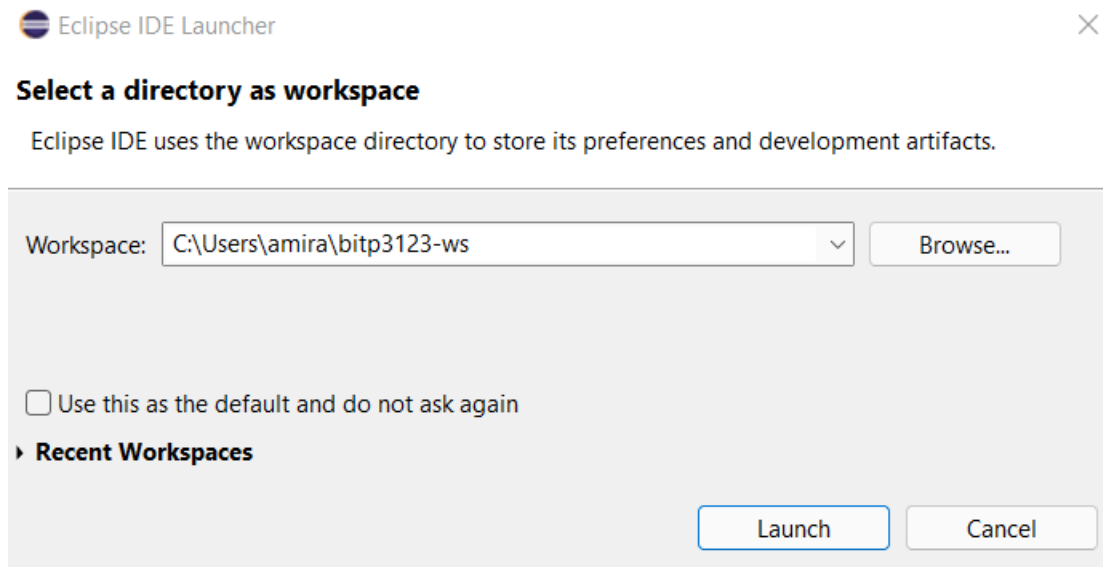 Eclipse IDE Launcher
Select a directory as workspace
Eclipse IDE uses the workspace directory to store its preferences and development artifacts.
Workspace: C:\Users\amira\bitp3123-ws Browse...
Use this as the default and do not ask again
Recent Workspaces
Launch Cancel